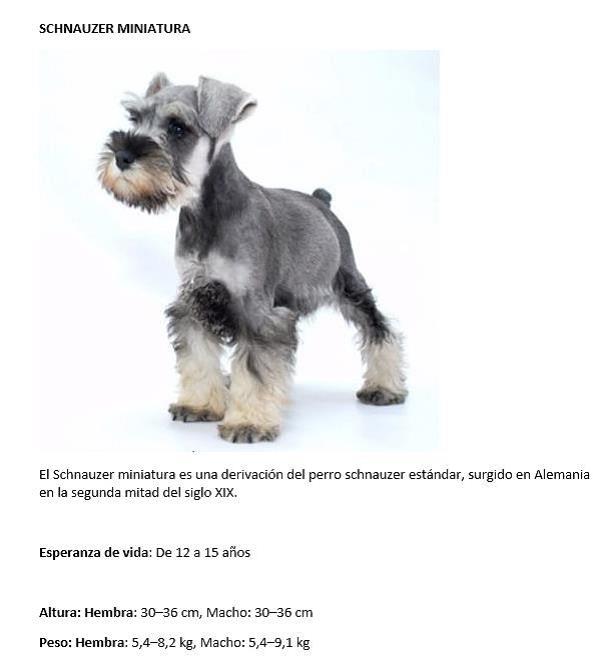 SCHNAUZER MINIATURA
El Schnauzer miniatura es una derivación del perro schnauzer estándar, surgido en Alemania
en la segunda mitad del siglo XIX.
Esperanza de vida: De 12 a 15 años
Altura: Hembra: 30–36 cm, Macho: 30–36 cm
Peso: Hembra: 5,4–8,2 kg, Macho: 5,4–9,1 kg